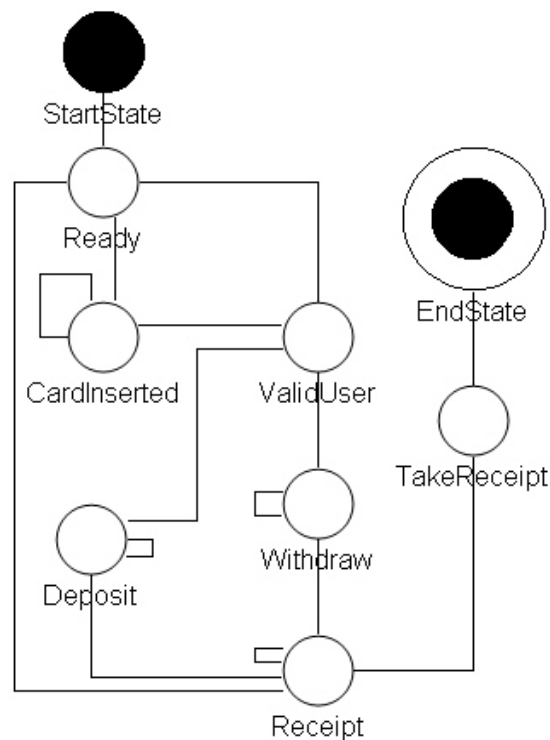 StartState
Ready
EndState
CardInserted
ValidUser
TakeReceipt
Withdraw
Deposit
Receipt